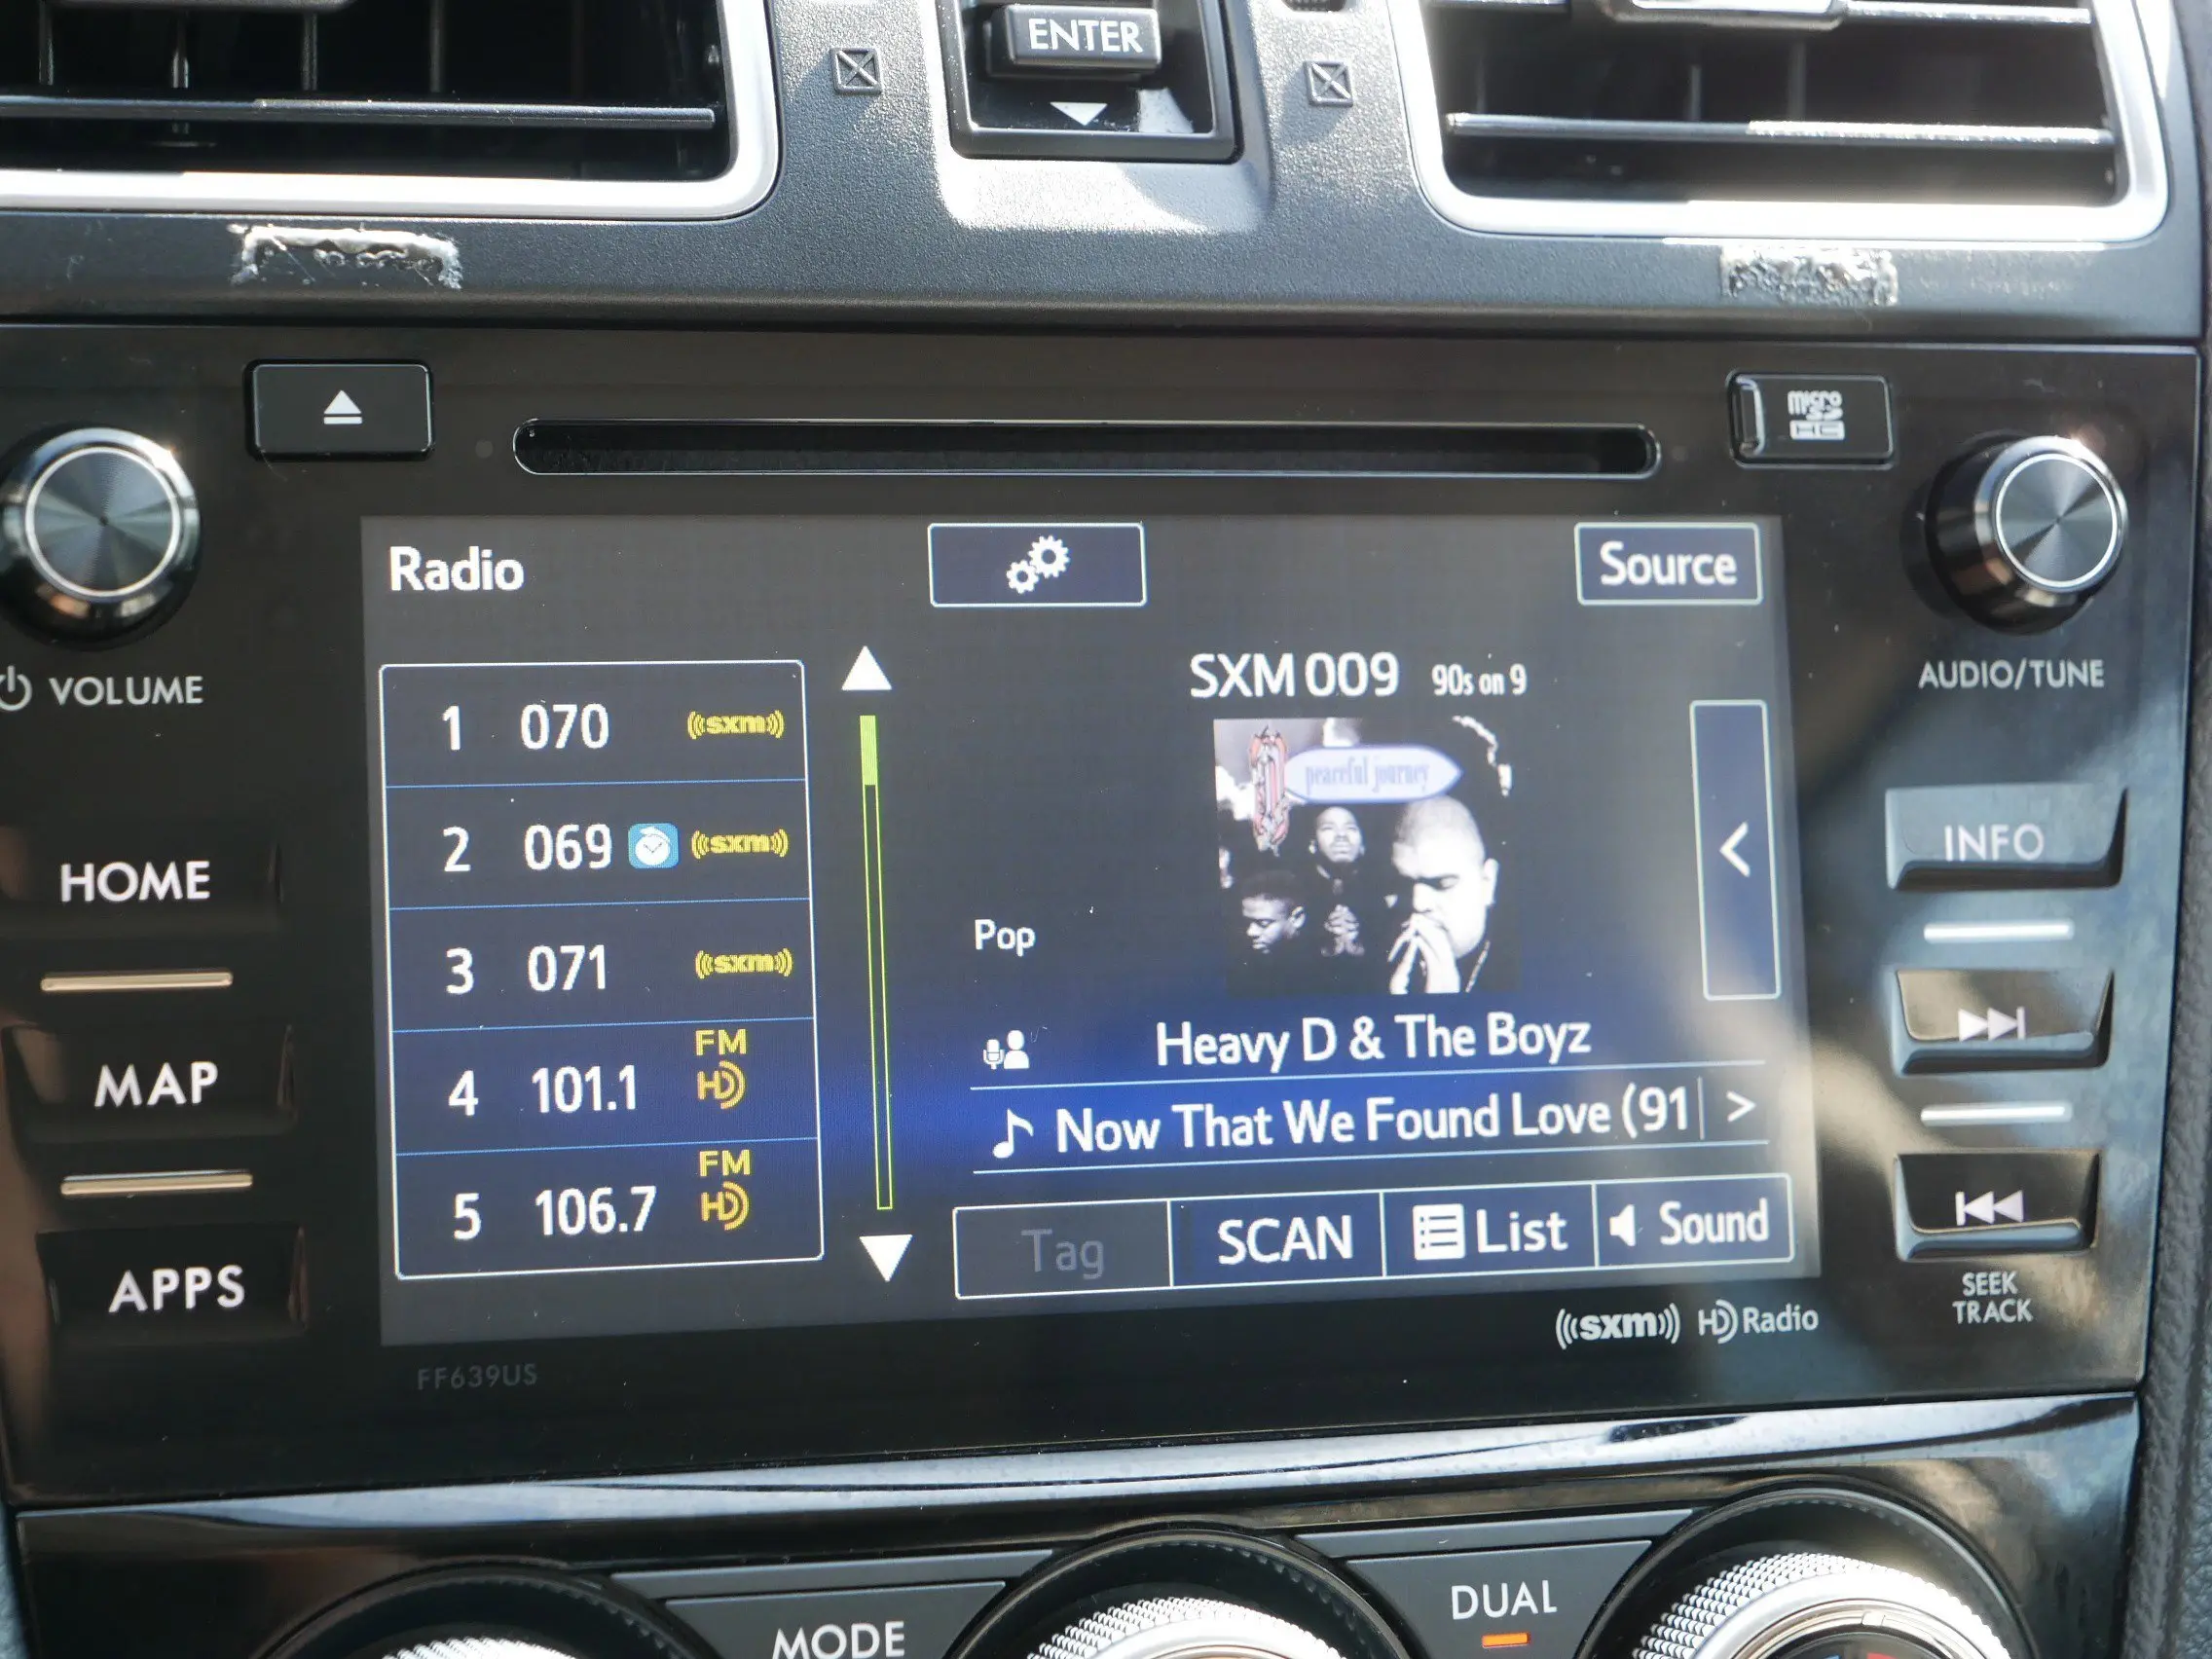 ENTER
micro
SD
HC
Radio
Source
VOLUME
AUDIO/TUNE
SXM 009 90s on 9
1 070 sxm
peaceful journey
2 069 sxm
INFO
HOME
3 071 sxm
Pop
FM
4 101.1 HD
Heavy D & The Boyz
MAP
Now That We Found Love (91 >
FM
5 106.7 HD
Tag SCAN List Sound
APPS
SEEK
TRACK
sxm HD Radio
FF639US
MODE
DUAL